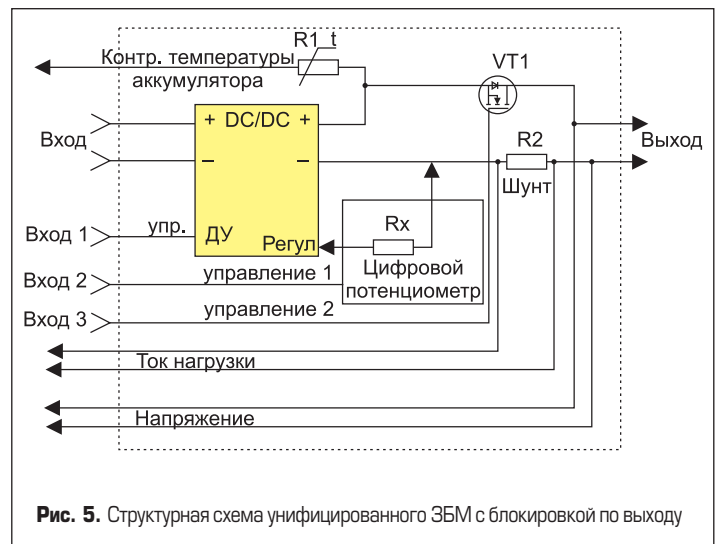 R1 t
Контр. температуры
аккумулятора
VT1
+ DC/DC +
Вход
Выход
– –
R2
Шунт
Вход 1
упр.
ДУ
Регул
Rx
Цифровой
потенциометр
Вход 2
управление 1
Вход 3
управление 2
Ток нагрузки
Напряжение
Рис. 5. Структурная схема унифицированного ЗБМ с блокировкой по выходу